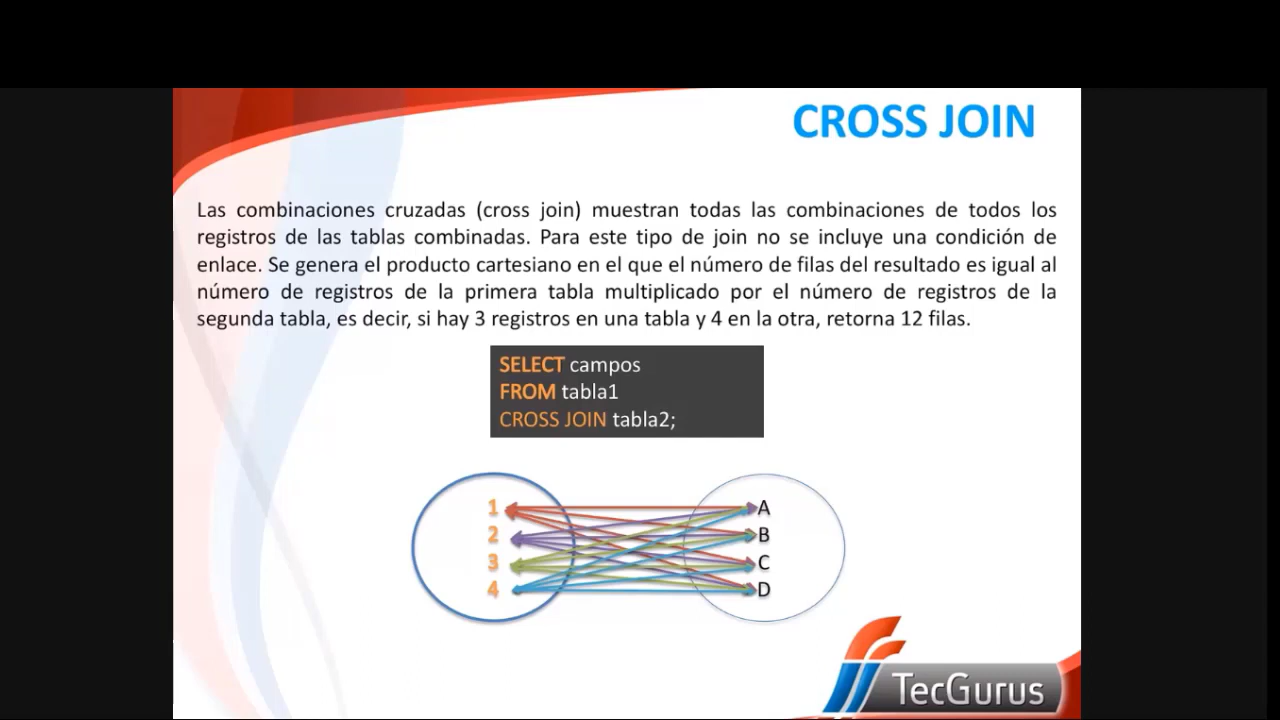 CROSS JOIN
Las combinaciones cruzadas (cross join) muestran todas las combinaciones de todos los
registros de las tablas combinadas. Para este tipo de join no se incluye una condición de
enlace. Se genera el producto cartesiano en el que el número de filas del resultado es igual al
número de registros de la primera tabla multiplicado por el número de registros de la
segunda tabla, es decir, si hay 3 registros en una tabla y 4 en la otra, retorna 12 filas.
SELECT campos
FROM tabla1
CROSS JOIN tabla2;
1 A
2 B
3 C
4 D
TecGurus